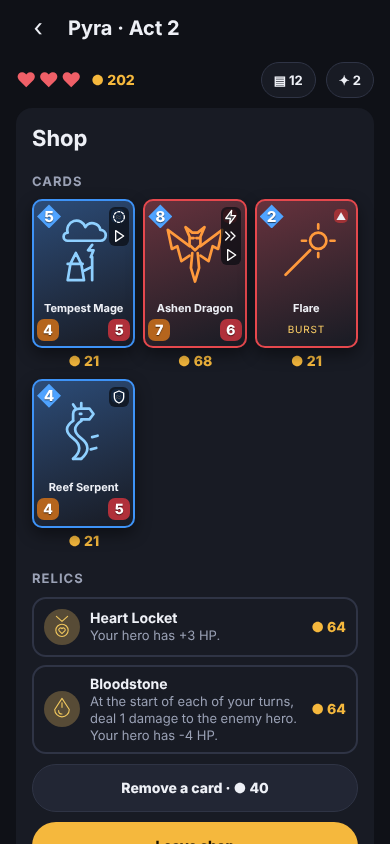 Pyra · Act 2
202
12
2
Shop
CARDS
5
Tempest Mage
4 5
21
8
Ashen Dragon
7 6
68
2
Flare
BURST
21
4
Reef Serpent
4 5
21
RELICS
Heart Locket
Your hero has +3 HP.
64
Bloodstone
At the start of each of your turns,
deal 1 damage to the enemy hero.
Your hero has -4 HP.
64
Remove a card · 40